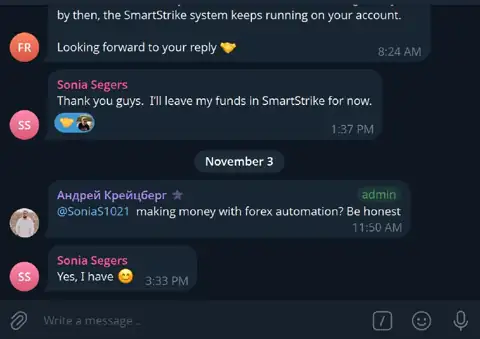 by then, the SmartStrike system keeps running on your account.
Looking forward to your reply 🤝
FR
8:24 AM
Sonia Segers
Thank you guys. I'll leave my funds in SmartStrike for now.
SS
🤝
1:37 PM
November 3
Андрей Крейцберг
admin
@SoniaS1021 making money with forex automation? Be honest
11:50 AM
Sonia Segers
SS
Yes, I have 😊
3:33 PM
Write a message...